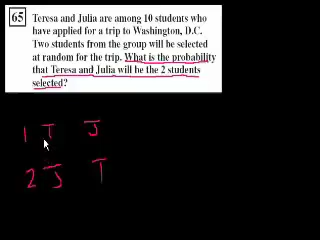 65 Teresa and Julia are among 10 students who
have applied for a trip to Washington, D.C.
Two students from the group will be selected
at random for the trip. What is the probability
that Teresa and Julia will be the 2 students
selected?
1 T J
2 J T